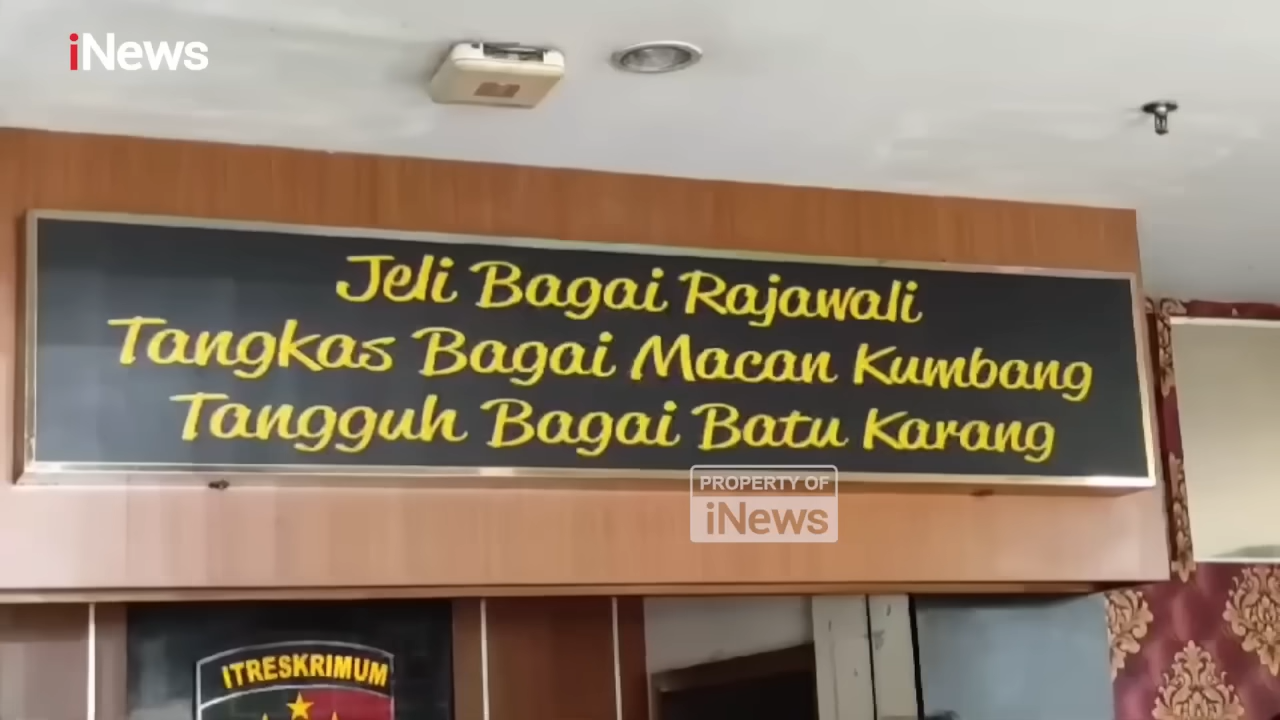 iNews
Jeli Bagai Rajawali
Tangkas Bagai Macan Kumbang
Tangguh Bagai Batu Karang
PROPERTY OF
iNews
ITRESKRIMUM